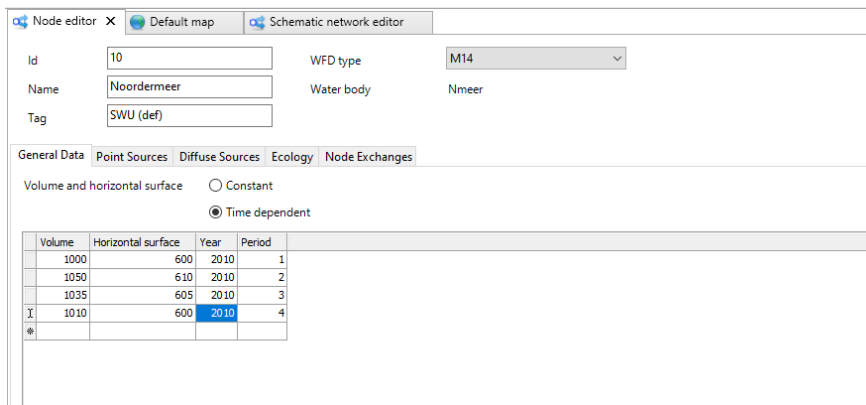 Node editor X Default map Schematic network editor
Id 10 WFD type M14
Name Noordermeer Water body Nmeer
Tag SWU (def)
General Data Point Sources Diffuse Sources Ecology Node Exchanges
Volume and horizontal surface Constant
Time dependent
Volume Horizontal surface Year Period
1000 600 2010 1
1050 610 2010 2
1035 605 2010 3
1010 600 2010 4